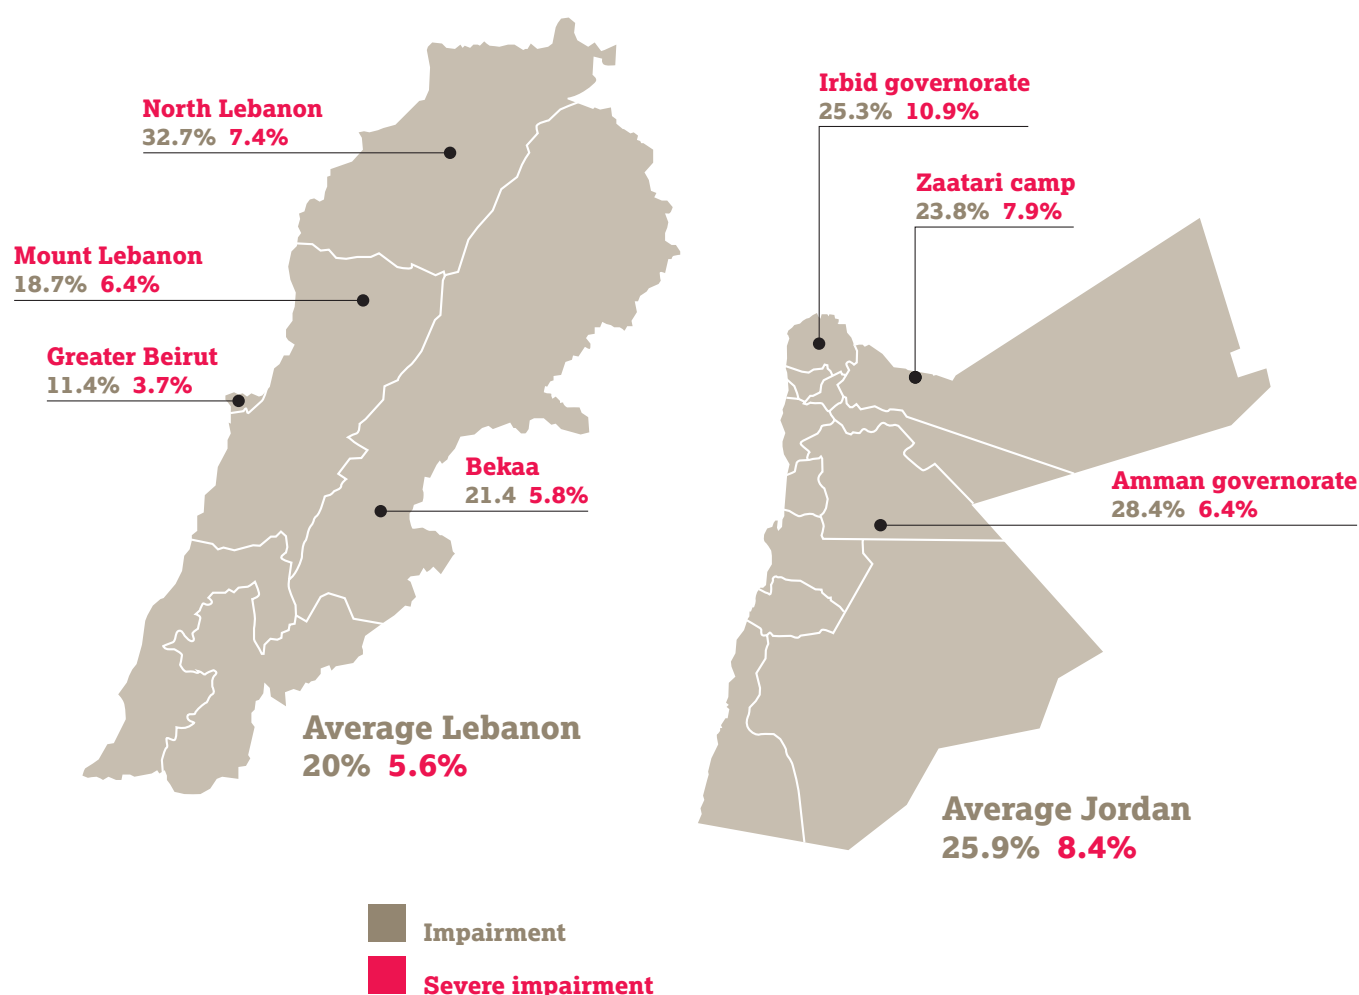 North Lebanon
32.7% 7.4%
Mount Lebanon
18.7% 6.4%
Greater Beirut
11.4% 3.7%
Bekaa
21.4 5.8%
Average Lebanon
20% 5.6%
Irbid governorate
25.3% 10.9%
Zaatari camp
23.8% 7.9%
Amman governorate
28.4% 6.4%
Average Jordan
25.9% 8.4%
Impairment
Severe impairment